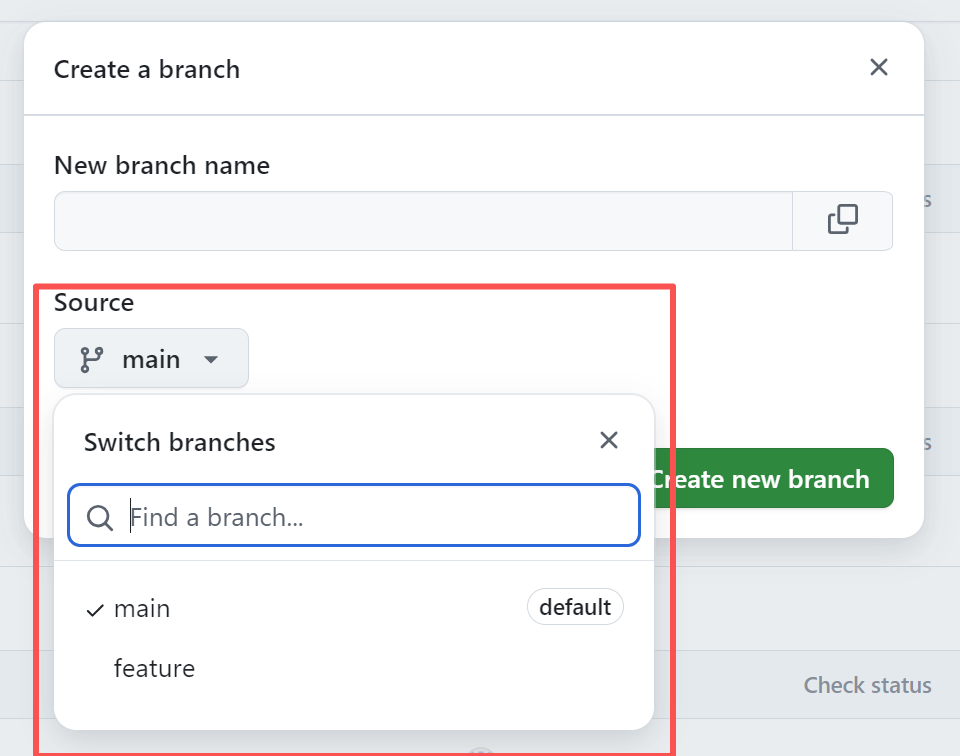 Create a branch
New branch name
s
Source
main
s
Switch branches
Create new branch
Find a branch...
main default
feature
Check status